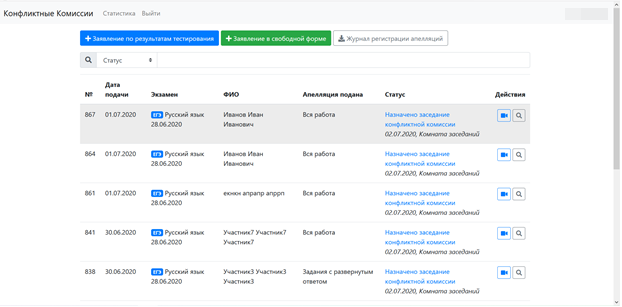 Конфликтные Комиссии Статистика Выйти
Заявление по результатам тестирования Заявление в свободной форме Журнал регистрации апелляций
Статус
№ Дата подачи Экзамен ФИО Апелляция подана Статус Действия
867 01.07.2020 ЕГЭ Русский язык Иванов Иван Вся работа Назначено заседание
28.06.2020 Иванович конфликтной комиссии
02.07.2020, Комната заседаний
864 01.07.2020 ЕГЭ Русский язык Иванов Иван Вся работа Назначено заседание
28.06.2020 Иванович конфликтной комиссии
02.07.2020, Комната заседаний
861 01.07.2020 ЕГЭ Русский язык екнкн апрапр апррп Вся работа Назначено заседание
28.06.2020 конфликтной комиссии
02.07.2020, Комната заседаний
841 30.06.2020 ЕГЭ Русский язык Участник7 Участник7 Вся работа Назначено заседание
28.06.2020 Участник7 конфликтной комиссии
02.07.2020, Комната заседаний
838 30.06.2020 ЕГЭ Русский язык Участник3 Участник3 Задания с развернутым Назначено заседание
28.06.2020 Участник3 ответом конфликтной комиссии
02.07.2020, Комната заседаний